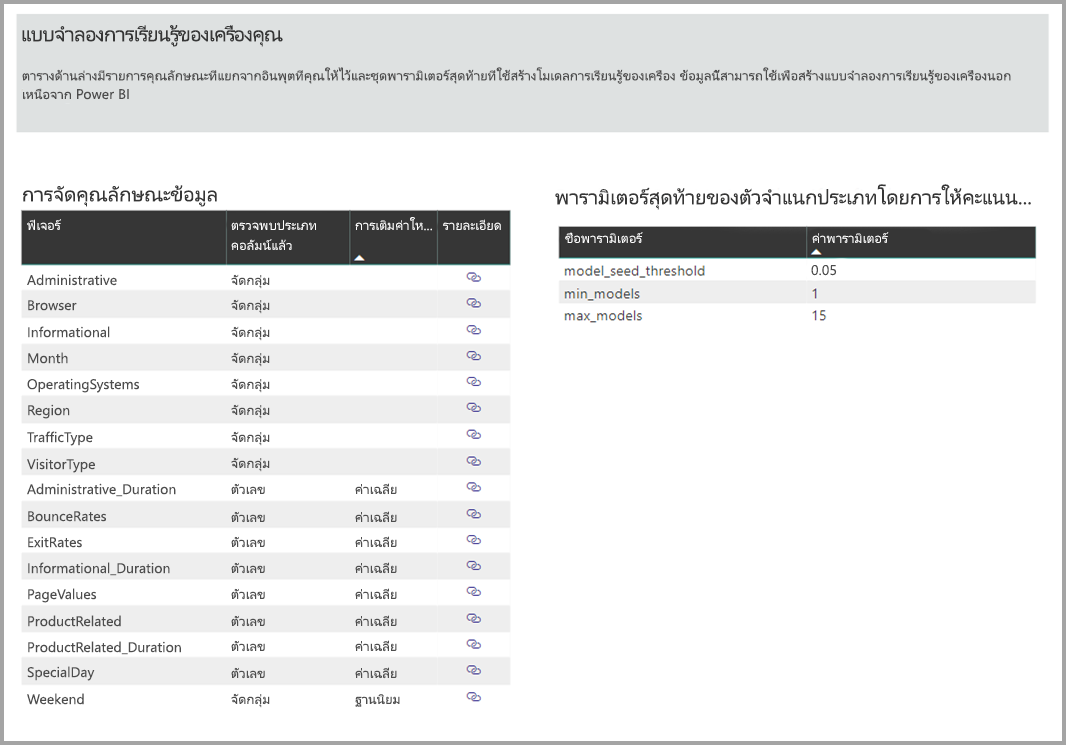 แบบจำลองการเรียนรู้ของเครื่องคุณ
ตารางด้านล่างมีรายการคุณลักษณะที่แยกจากอินพุตที่คุณให้ไว้และชุดพารามิเตอร์สุดท้ายที่ใช้สร้างโมเดลการเรียนรู้ของเครื่อง ข้อมูลนี้สามารถใช้เพื่อสร้างแบบจำลองการเรียนรู้ของเครื่องนอก
เหนือจาก Power BI
การจัดคุณลักษณะข้อมูล
ฟีเจอร์ ตรวจพบประเภท การเติมค่าให้... รายละเอียด
คอลัมน์แล้ว
Administrative จัดกลุ่ม
Browser จัดกลุ่ม
Informational จัดกลุ่ม
Month จัดกลุ่ม
OperatingSystems จัดกลุ่ม
Region จัดกลุ่ม
TrafficType จัดกลุ่ม
VisitorType จัดกลุ่ม
Administrative_Duration ตัวเลข ค่าเฉลี่ย
BounceRates ตัวเลข ค่าเฉลี่ย
ExitRates ตัวเลข ค่าเฉลี่ย
Informational_Duration ตัวเลข ค่าเฉลี่ย
PageValues ตัวเลข ค่าเฉลี่ย
ProductRelated ตัวเลข ค่าเฉลี่ย
ProductRelated_Duration ตัวเลข ค่าเฉลี่ย
SpecialDay ตัวเลข ค่าเฉลี่ย
Weekend จัดกลุ่ม ฐานนิยม
พารามิเตอร์สุดท้ายของตัวจำแนกประเภทโดยการให้คะแนน...
ชื่อพารามิเตอร์ ค่าพารามิเตอร์
model_seed_threshold 0.05
min_models 1
max_models 15